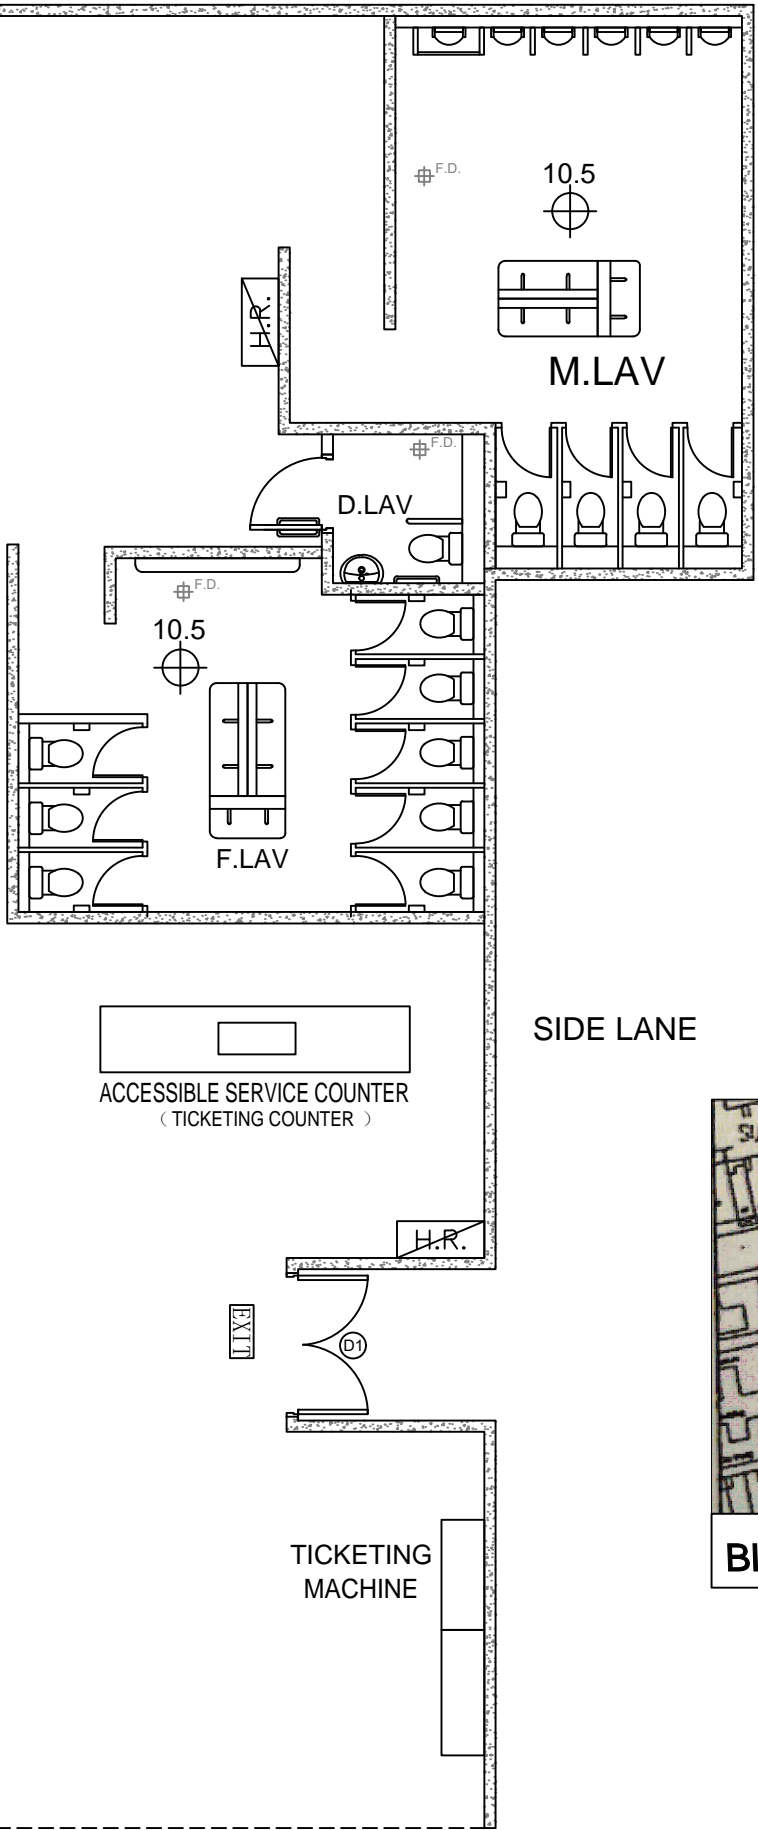 F.D.
10.5
H.R.
M.LAV
F.D.
D.LAV
F.D.
10.5
F.LAV
SIDE LANE
ACCESSIBLE SERVICE COUNTER
（ TICKETING COUNTER ）
H.R.
EXIT
D1
TICKETING
MACHINE